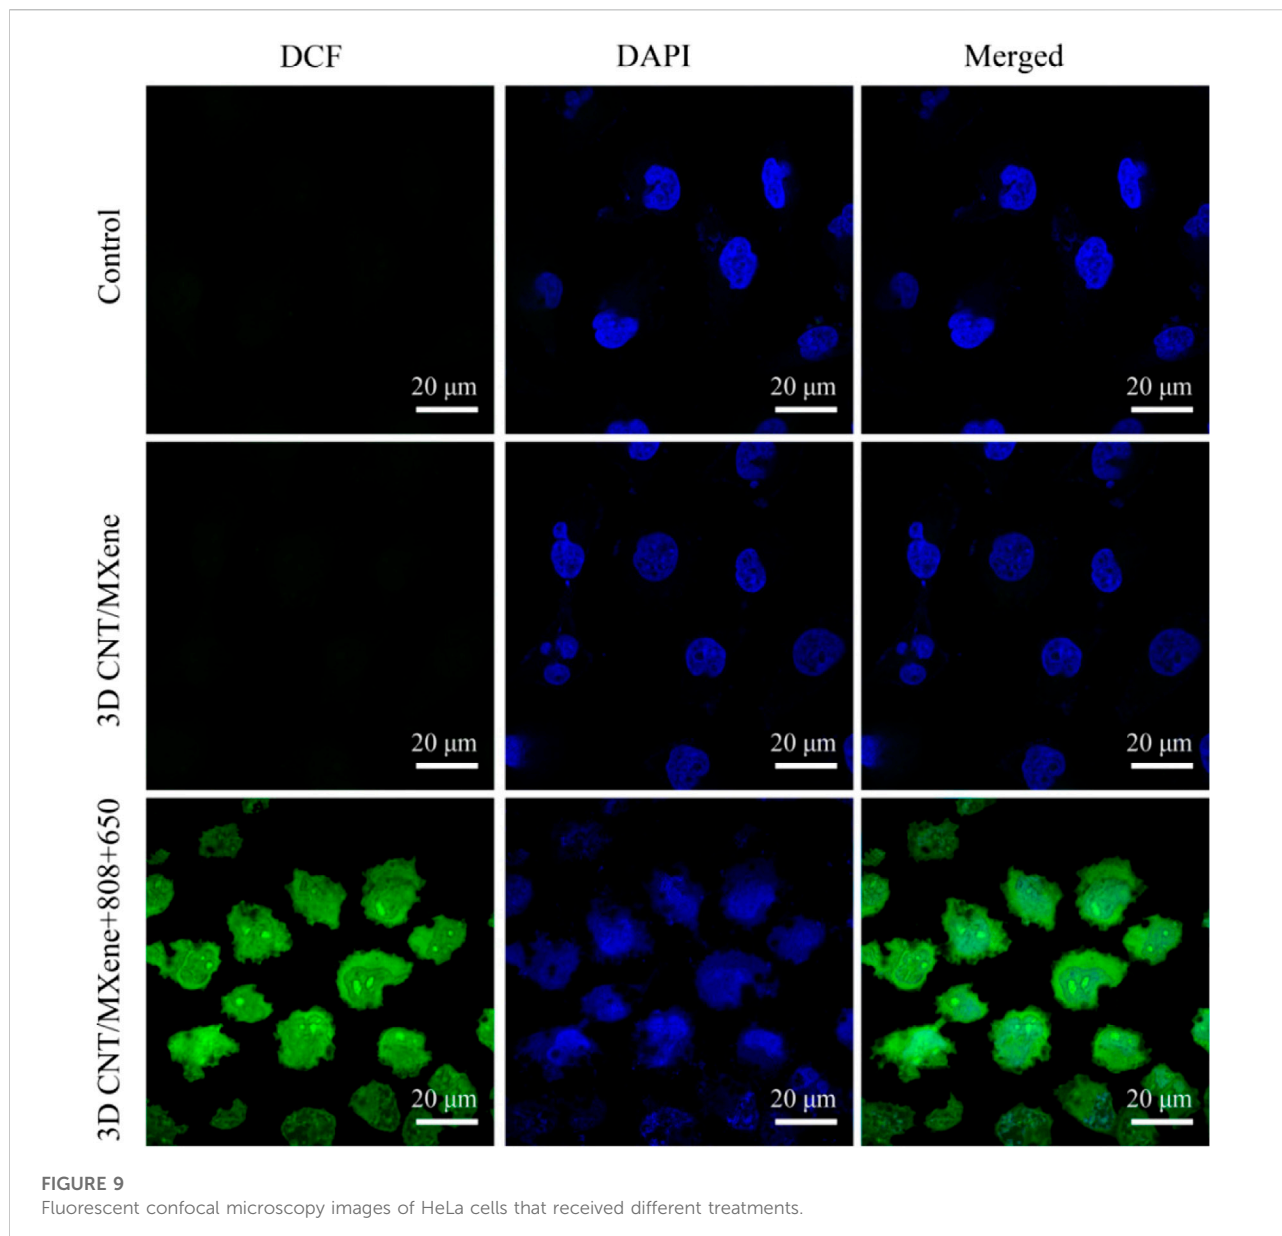 DCF DAPI Merged
Control
20 μm 20 μm 20 μm
3D CNT/MXene
20 μm 20 μm 20 μm
3D CNT/MXene+808+650
20 μm 20 μm 20 μm
FIGURE 9
Fluorescent confocal microscopy images of HeLa cells that received different treatments.